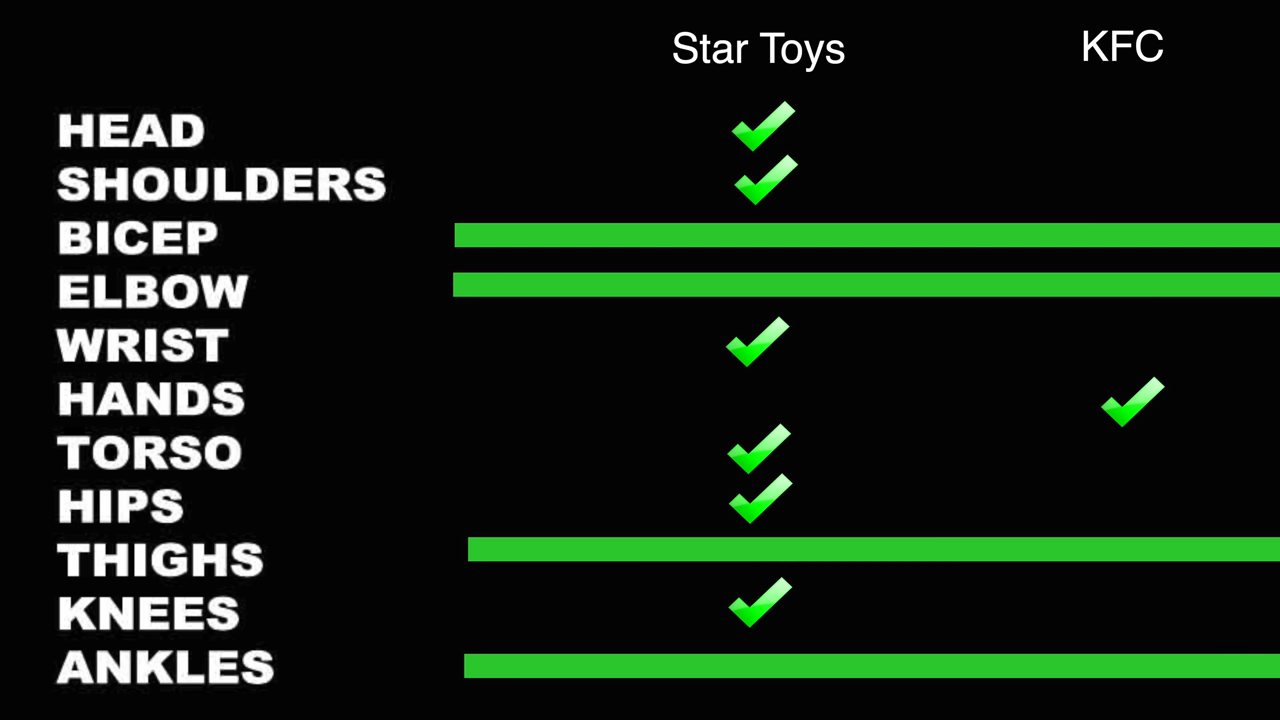 Star Toys KFC
HEAD
SHOULDERS
BICEP
ELBOW
WRIST
HANDS
TORSO
HIPS
THIGHS
KNEES
ANKLES